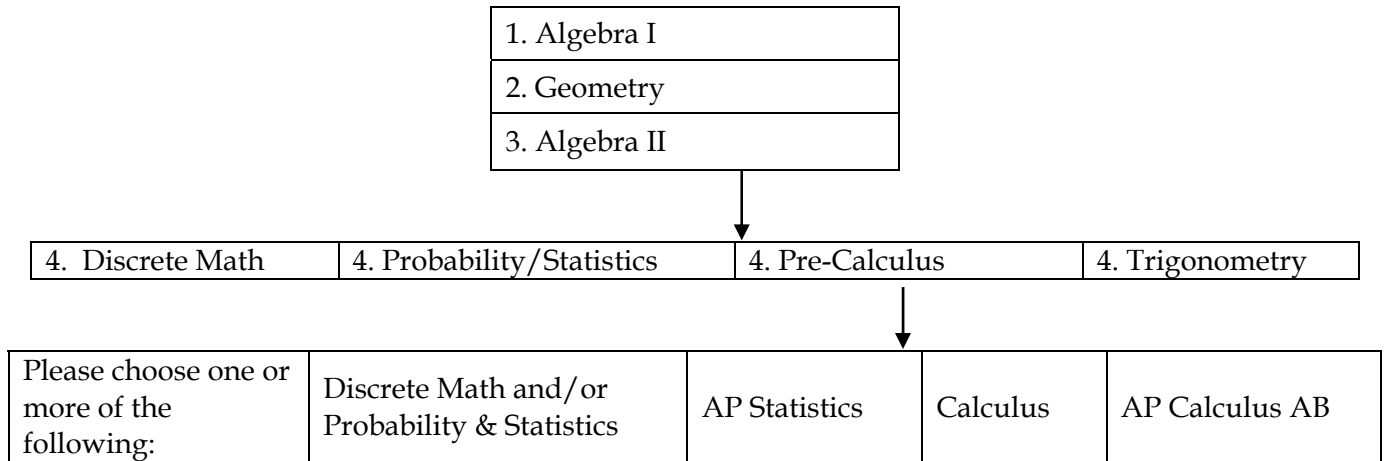 1. Algebra I
2. Geometry
3. Algebra II
4. Discrete Math
4. Probability/Statistics
4. Pre-Calculus
4. Trigonometry
Please choose one or
more of the
following:
Discrete Math and/or
Probability & Statistics
AP Statistics
Calculus
AP Calculus AB